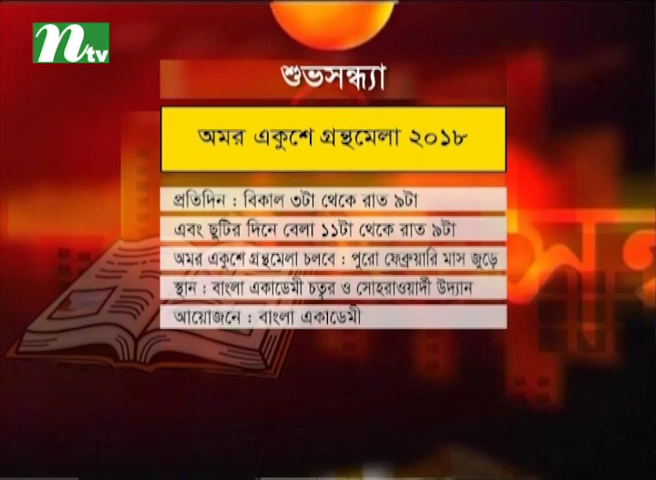 ntv
শুভসন্ধ্যা
অমর একুশে গ্রন্থমেলা ২০১৮
প্রতিদিন : বিকাল ৩টা থেকে রাত ৯টা
এবং ছুটির দিনে বেলা ১১টা থেকে রাত ৯টা
অমর একুশে গ্রন্থমেলা চলবে : পুরো ফেব্রুয়ারি মাস জুড়ে
স্থান : বাংলা একাডেমী চত্বর ও সোহরাওয়ার্দী উদ্যান
আয়োজনে : বাংলা একাডেমী